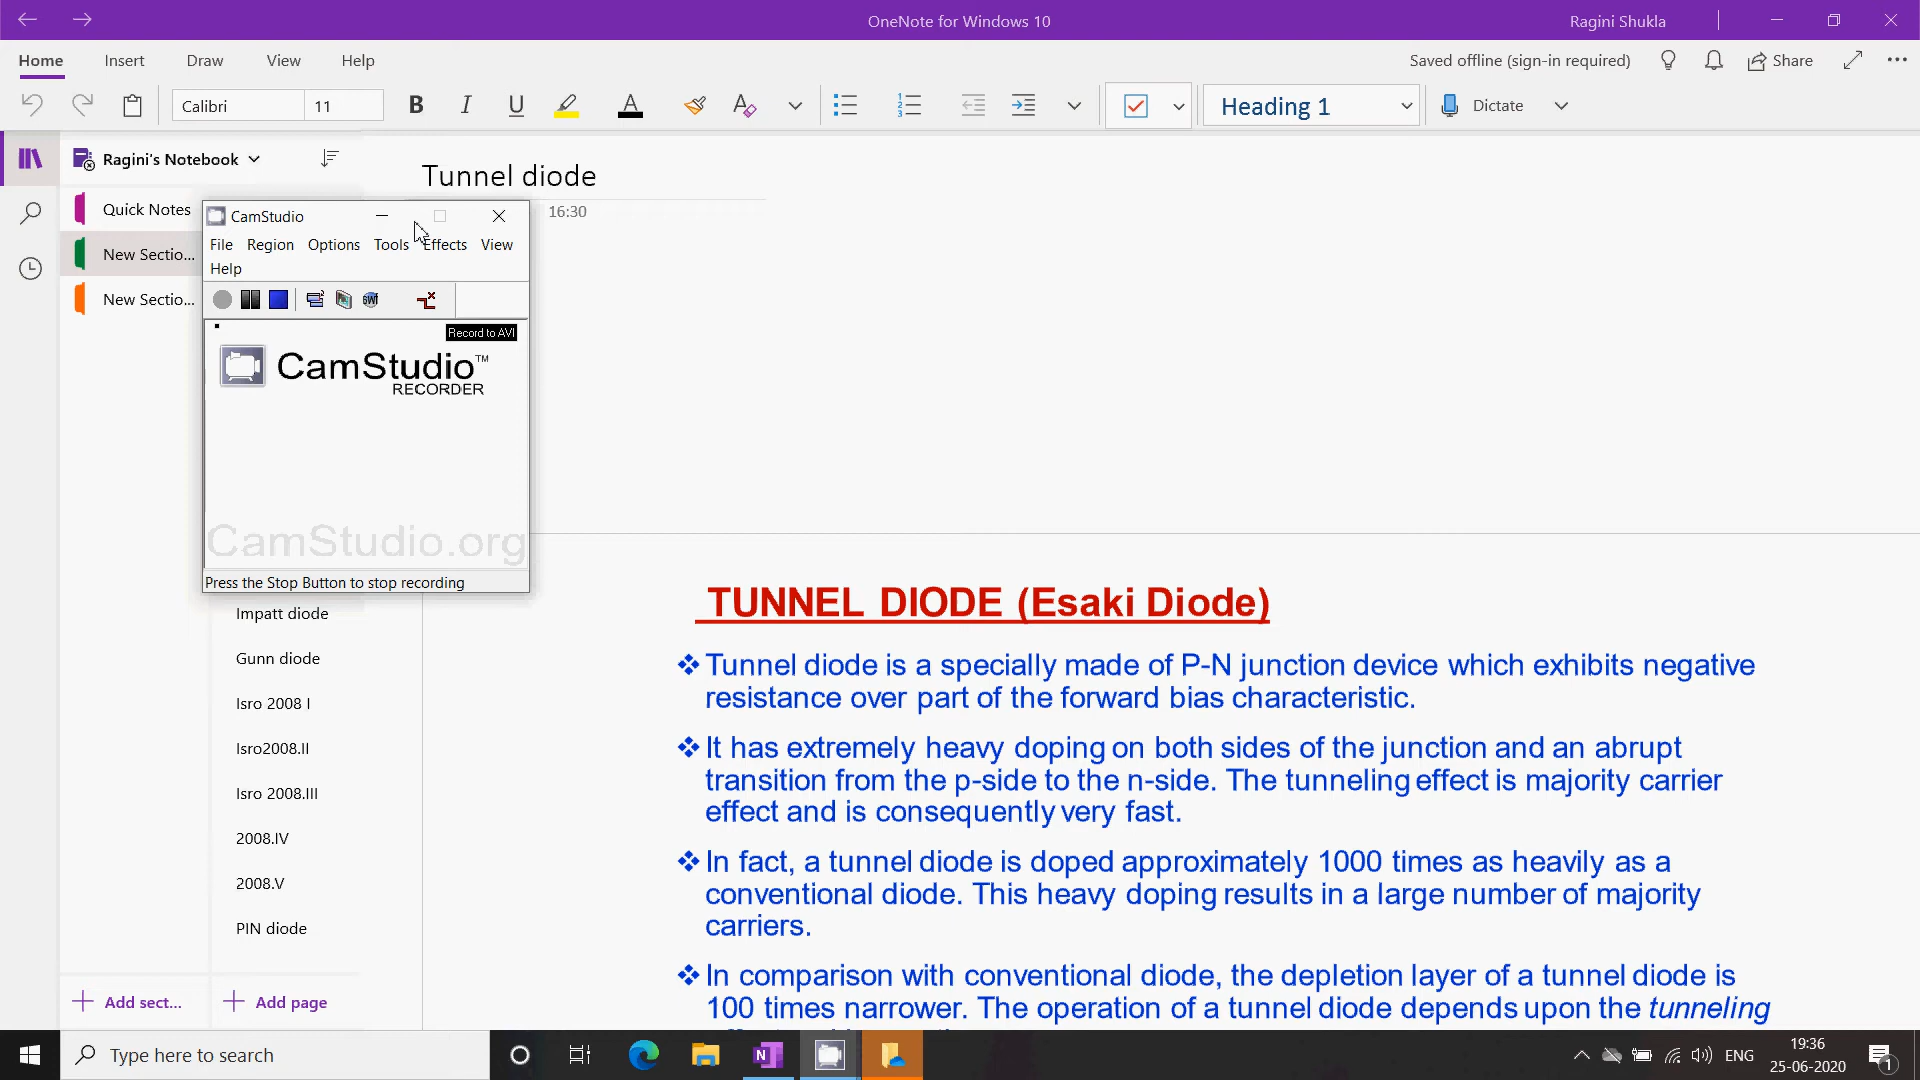 OneNote for Windows 10
Ragini Shukla
Home Insert Draw View Help
Saved offline (sign-in required)
Share
Calibri 11
B I U A
Heading 1
Dictate
Ragini's Notebook
Quick Notes
New Sectio...
New Sectio...
Tunnel diode
16:30
CamStudio
File Region Options Tools Effects View
Help
Record to AVI
CamStudio™
RECORDER
CamStudio.org
Press the Stop Button to stop recording
Impatt diode
Gunn diode
Isro 2008 I
Isro2008.II
Isro 2008.III
2008.IV
2008.V
PIN diode
Add sect...
Add page
TUNNEL DIODE (Esaki Diode)
❖ Tunnel diode is a specially made of P-N junction device which exhibits negative
resistance over part of the forward bias characteristic.
❖ It has extremely heavy doping on both sides of the junction and an abrupt
transition from the p-side to the n-side. The tunneling effect is majority carrier
effect and is consequently very fast.
❖ In fact, a tunnel diode is doped approximately 1000 times as heavily as a
conventional diode. This heavy doping results in a large number of majority
carriers.
❖ In comparison with conventional diode, the depletion layer of a tunnel diode is
100 times narrower. The operation of a tunnel diode depends upon the tunneling
Type here to search
ENG
19:36
25-06-2020
1